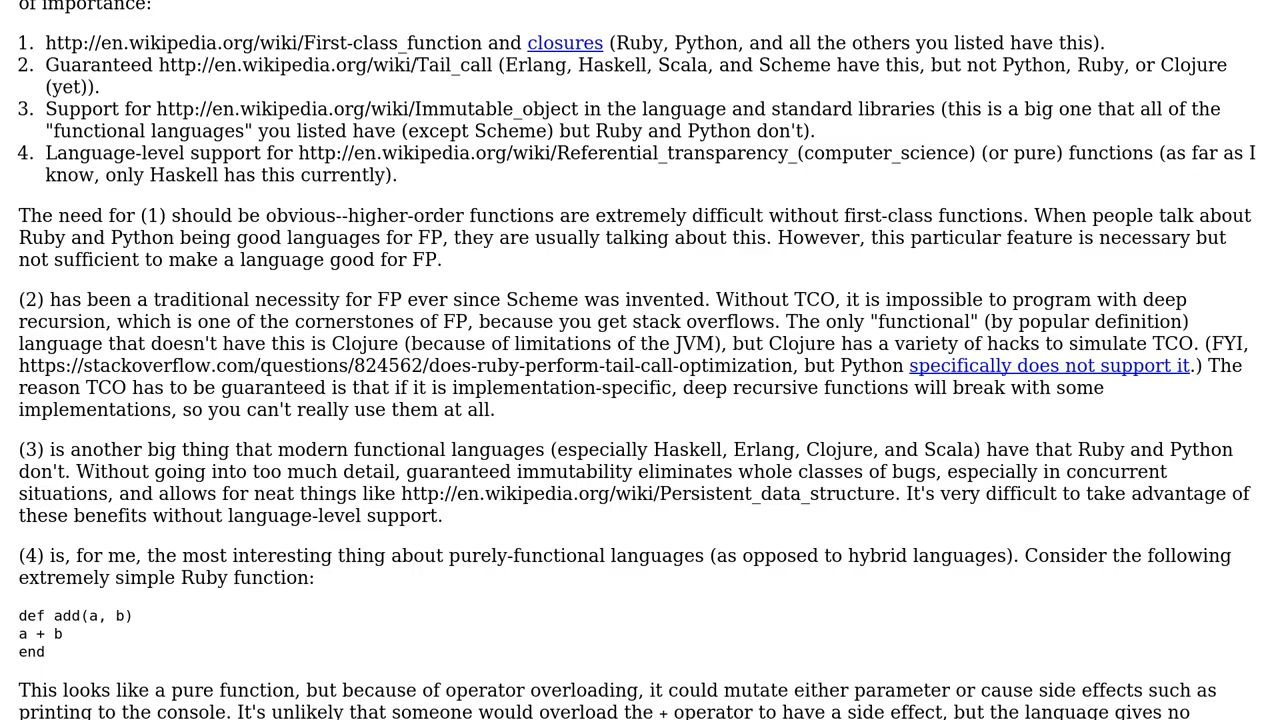 of importance:
1. http://en.wikipedia.org/wiki/First-class_function and closures (Ruby, Python, and all the others you listed have this).
2. Guaranteed http://en.wikipedia.org/wiki/Tail_call (Erlang, Haskell, Scala, and Scheme have this, but not Python, Ruby, or Clojure
(yet)).
3. Support for http://en.wikipedia.org/wiki/Immutable_object in the language and standard libraries (this is a big one that all of the
"functional languages" you listed have (except Scheme) but Ruby and Python don't).
4. Language-level support for http://en.wikipedia.org/wiki/Referential_transparency_(computer_science) (or pure) functions (as far as I
know, only Haskell has this currently).
The need for (1) should be obvious--higher-order functions are extremely difficult without first-class functions. When people talk about
Ruby and Python being good languages for FP, they are usually talking about this. However, this particular feature is necessary but
not sufficient to make a language good for FP.
(2) has been a traditional necessity for FP ever since Scheme was invented. Without TCO, it is impossible to program with deep
recursion, which is one of the cornerstones of FP, because you get stack overflows. The only "functional" (by popular definition)
language that doesn't have this is Clojure (because of limitations of the JVM), but Clojure has a variety of hacks to simulate TCO. (FYI,
https://stackoverflow.com/questions/824562/does-ruby-perform-tail-call-optimization, but Python specifically does not support it.) The
reason TCO has to be guaranteed is that if it is implementation-specific, deep recursive functions will break with some
implementations, so you can't really use them at all.
(3) is another big thing that modern functional languages (especially Haskell, Erlang, Clojure, and Scala) have that Ruby and Python
don't. Without going into too much detail, guaranteed immutability eliminates whole classes of bugs, especially in concurrent
situations, and allows for neat things like http://en.wikipedia.org/wiki/Persistent_data_structure. It's very difficult to take advantage of
these benefits without language-level support.
(4) is, for me, the most interesting thing about purely-functional languages (as opposed to hybrid languages). Consider the following
extremely simple Ruby function:
def add(a, b)
a + b
end
This looks like a pure function, but because of operator overloading, it could mutate either parameter or cause side effects such as
printing to the console. It's unlikely that someone would overload the + operator to have a side effect, but the language gives no